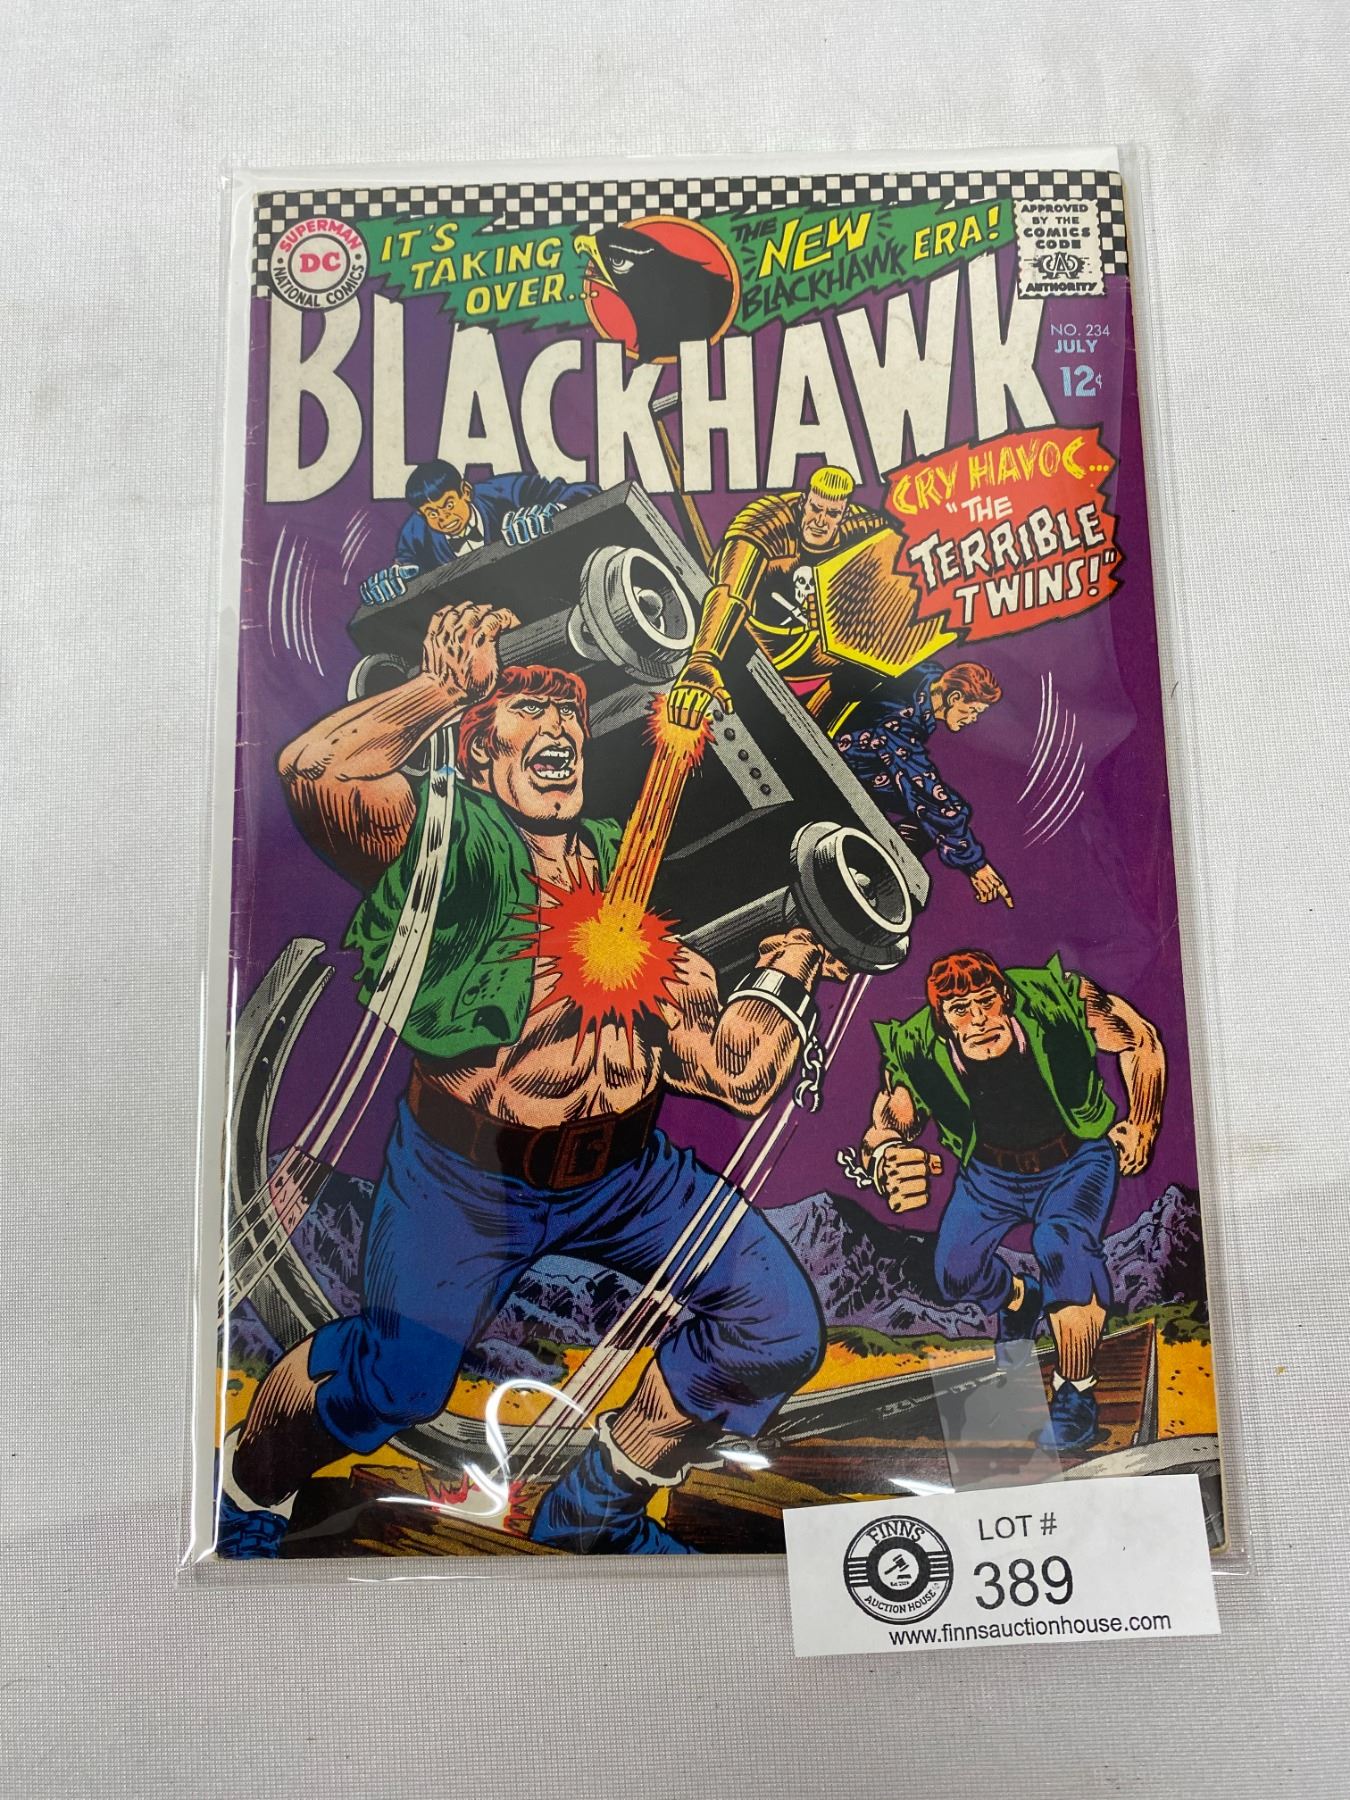 SUPERMAN
DC
NATIONAL COMICS
IT'S
TAKING
OVER...
THE
NEW
BLACKHAWK ERA!
APPROVED
BY THE
COMICS
CODE
CA
AUTHORITY
BLACKHAWK
NO. 234
JULY
12¢
CRY HAVOC...
"THE
TERRIBLE
TWINS!"
FINNS
AUCTION HOUSE
LOT #
389
www.finnsauctionhouse.com